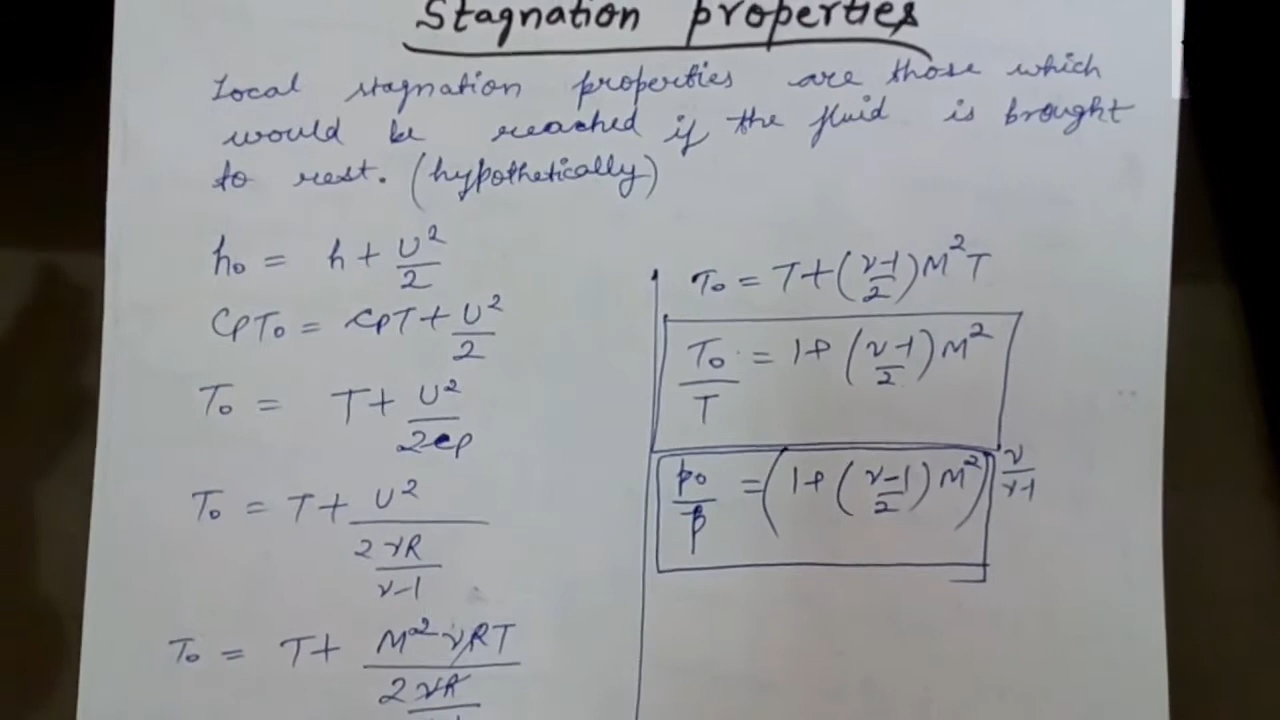 Stagnation properties
Local stagnation properties are those which
would be reached if the fluid is brought
to rest. (hypothetically)
h₀ = h + U²/2
CpT₀ = CpT + U²/2
T₀ = T + U²/2Cp
T₀ = T + U²/(2γR/γ-1)
T₀ = T + M²γRT/2γR
T₀ = T + (γ-1/2)M²T
T₀/T = 1 + (γ-1/2)M²
p₀/p = (1 + (γ-1/2)M²)^γ/γ-1